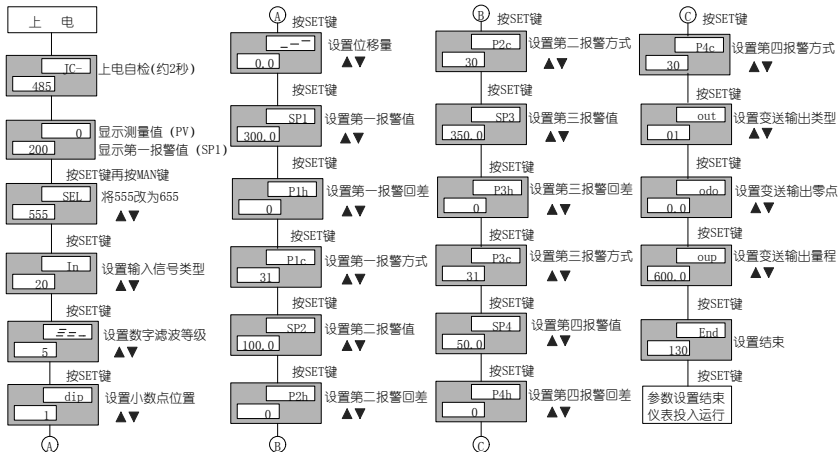 上 电
JC-
485
上电自检(约2秒)
0
200
显示测量值 (PV)
显示第一报警值 (SP1)
按SET键再按MAN键
SEL
555
将555改为655
▲▼
按SET键
In
20
设置输入信号类型
▲▼
按SET键
5
设置数字滤波等级
▲▼
按SET键
dip
1
设置小数点位置
▲▼
A
A
按SET键
0.0
设置位移量
▲▼
按SET键
SP1
300.0
设置第一报警值
▲▼
按SET键
P1h
0
设置第一报警回差
▲▼
按SET键
P1c
31
设置第一报警方式
▲▼
按SET键
SP2
100.0
设置第二报警值
▲▼
按SET键
P2h
0
设置第二报警回差
▲▼
B
B
按SET键
P2c
30
设置第二报警方式
▲▼
按SET键
SP3
350.0
设置第三报警值
▲▼
按SET键
P3h
0
设置第三报警回差
▲▼
按SET键
P3c
31
设置第三报警方式
▲▼
按SET键
SP4
50.0
设置第四报警值
▲▼
按SET键
P4h
0
设置第四报警回差
▲▼
C
C
按SET键
P4c
30
设置第四报警方式
▲▼
按SET键
out
01
设置变送输出类型
▲▼
按SET键
odo
0.0
设置变送输出零点
▲▼
按SET键
oup
600.0
设置变送输出量程
▲▼
按SET键
End
130
设置结束
按SET键
参数设置结束
仪表投入运行